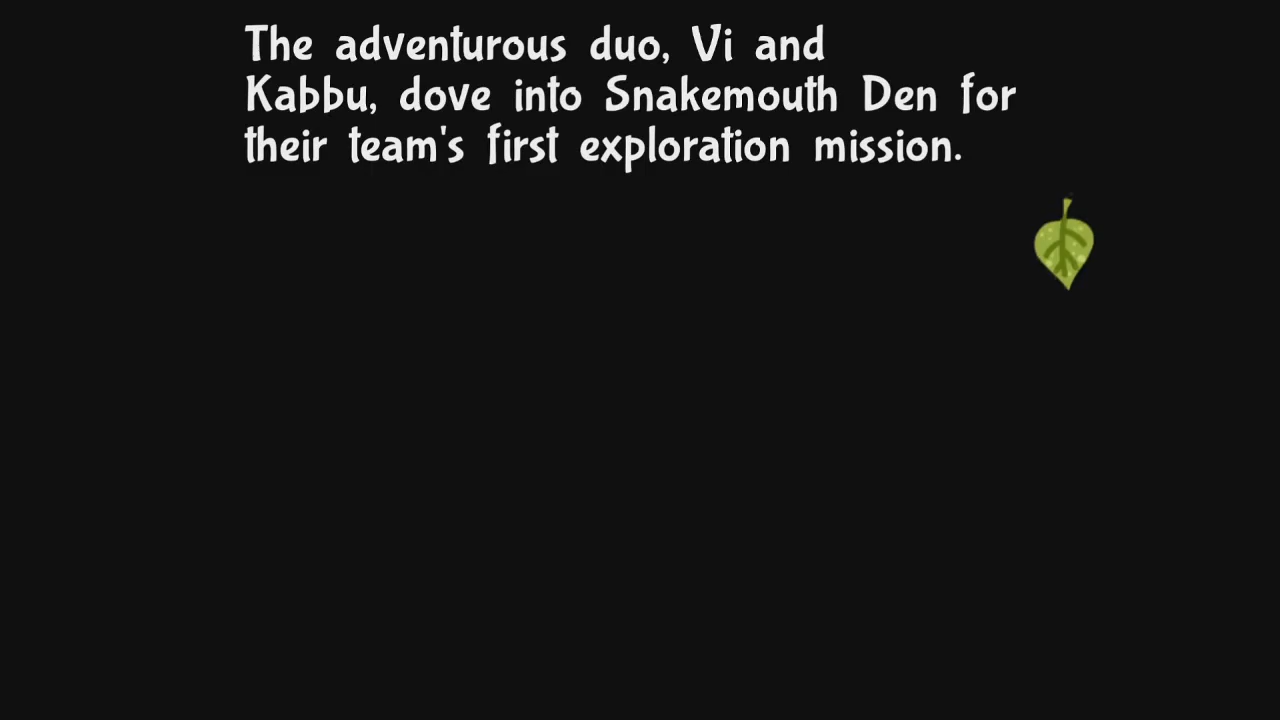 The adventurous duo, Vi and
Kabbu, dove into Snakemouth Den for
their team's first exploration mission.